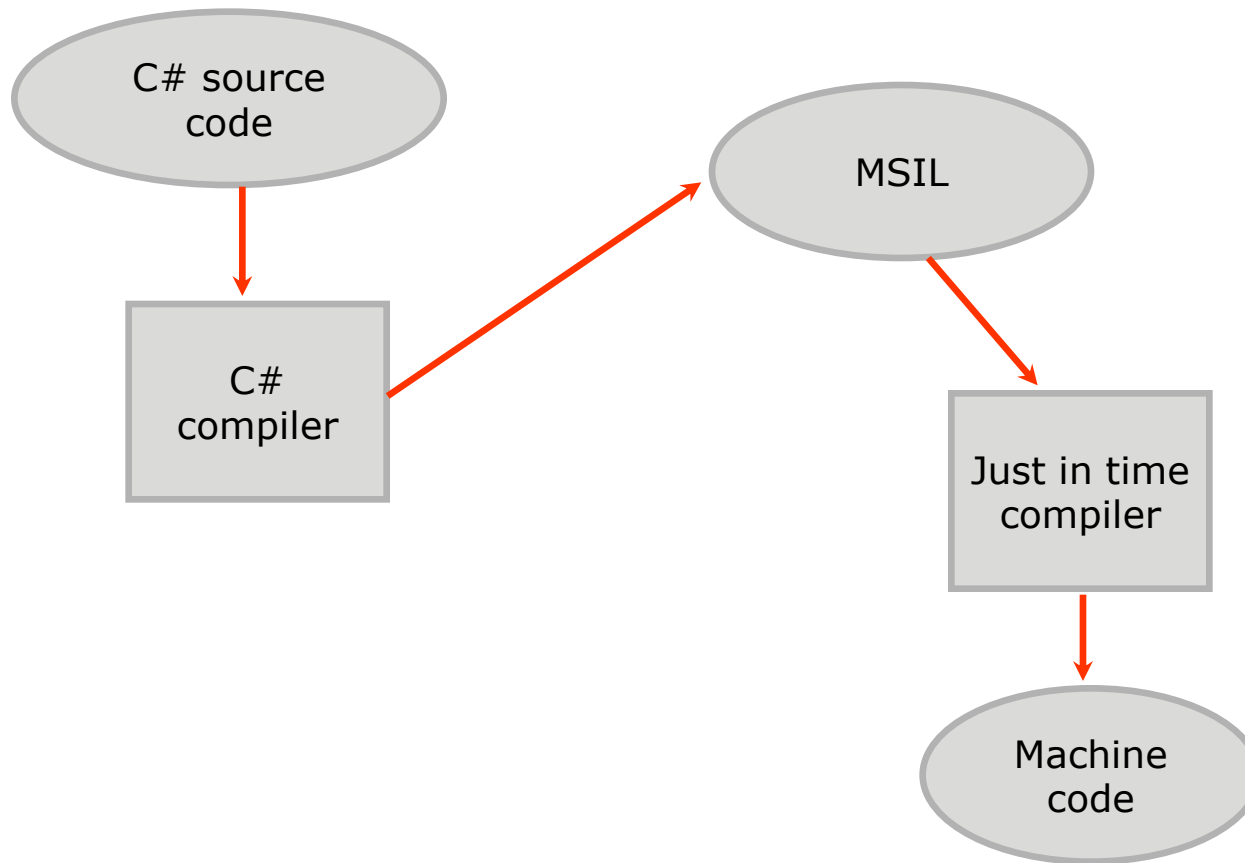 C# source
code
MSIL
C#
compiler
Just in time
compiler
Machine
code